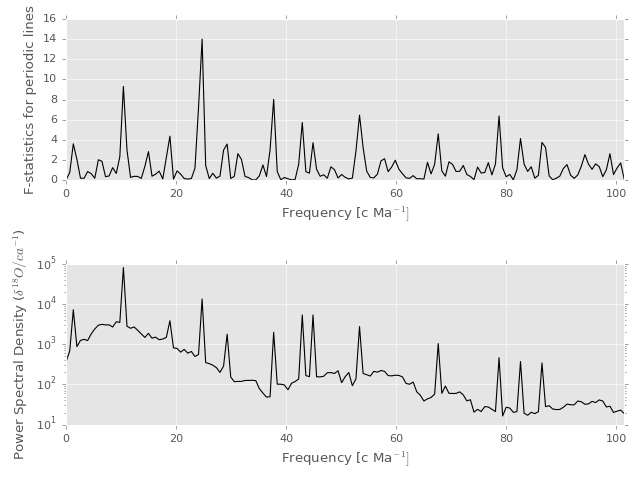 F-statistics for periodic lines
16
14
12
10
8
6
4
2
0
0 20 40 60 80 100
Frequency [c Ma⁻¹]
Power Spectral Density (δ¹⁸O/ca⁻¹)
10⁵
10⁴
10³
10²
10¹
0 20 40 60 80 100
Frequency [c Ma⁻¹]